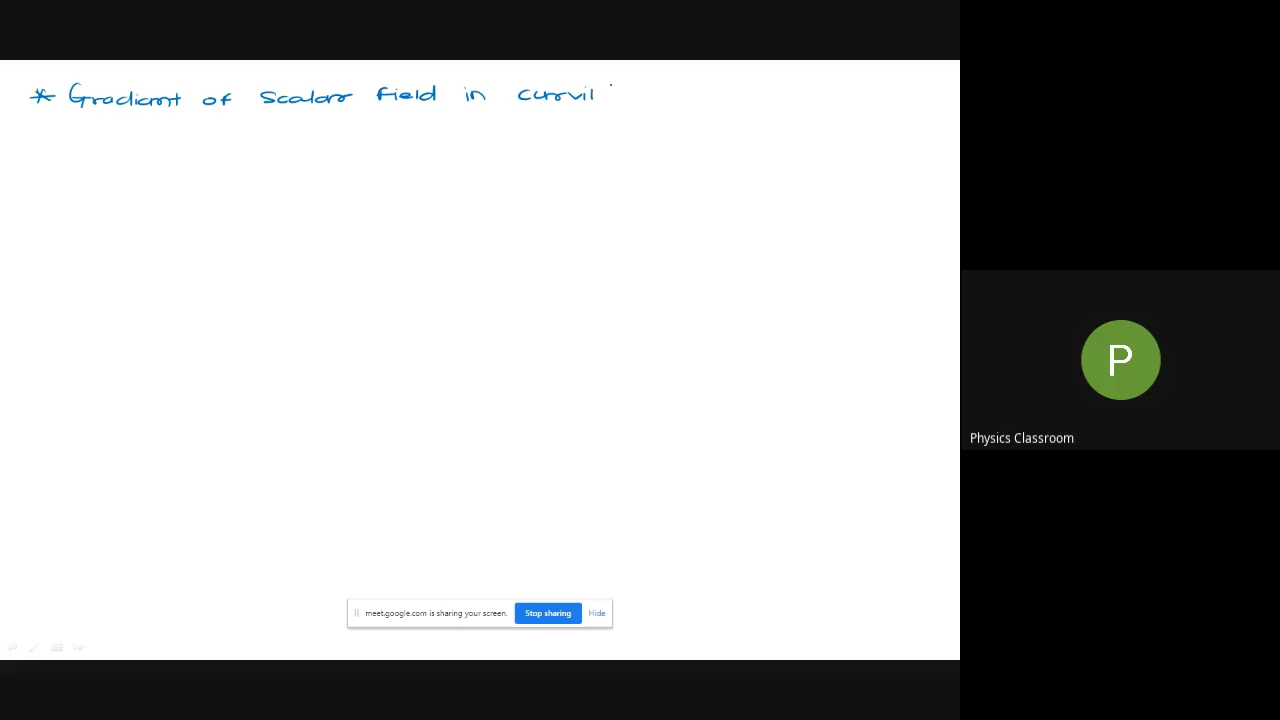 * Gradient of Scalar field in curvil
meet.google.com is sharing your screen. Stop sharing Hide
P
Physics Classroom